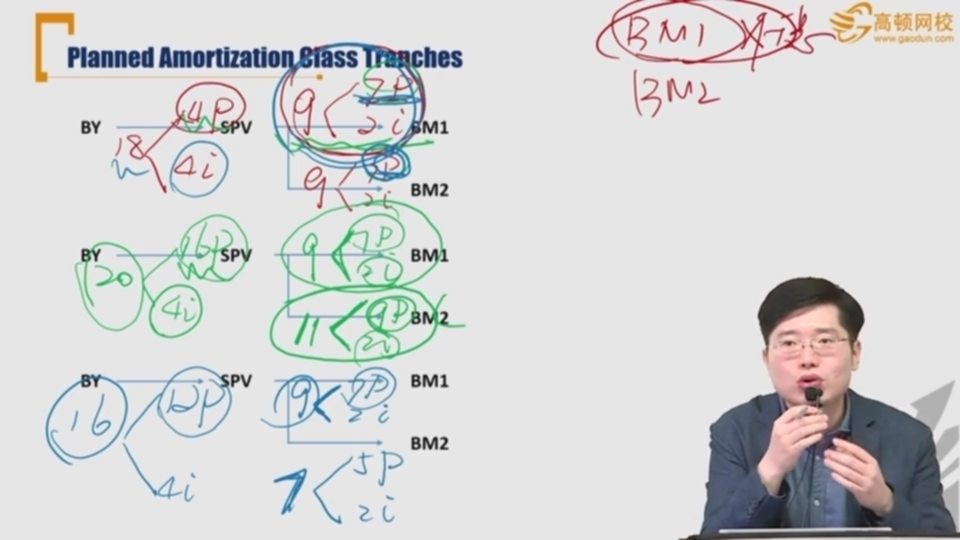 Planned Amortization Class Tranches
BM1
BM2
高顿网校
www.gaodun.com
BY
SPV
BM1
BM2
18
14P
4i
9
7P
2i
9
7P
2i
BY
SPV
BM1
BM2
20
16P
4i
9
7P
2i
11
9P
2i
BY
SPV
BM1
BM2
16
12P
4i
9
7P
2i
7
5P
2i